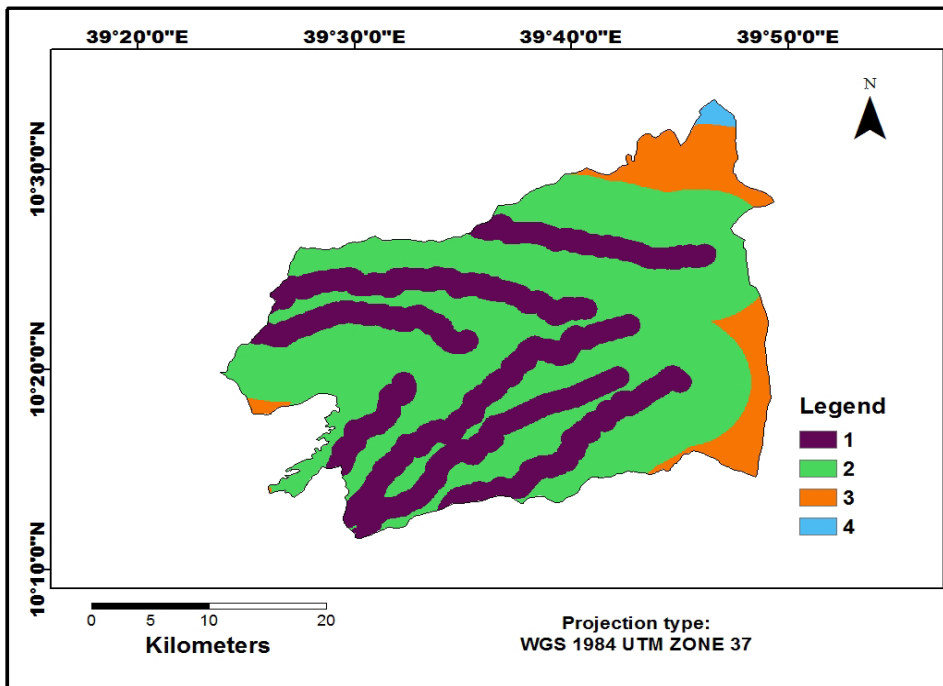 39°20'0"E 39°30'0"E 39°40'0"E 39°50'0"E
N
10°30'0"N
10°20'0"N
10°10'0"N
Legend
1
2
3
4
0 5 10 20
Kilometers
Projection type:
WGS 1984 UTM ZONE 37